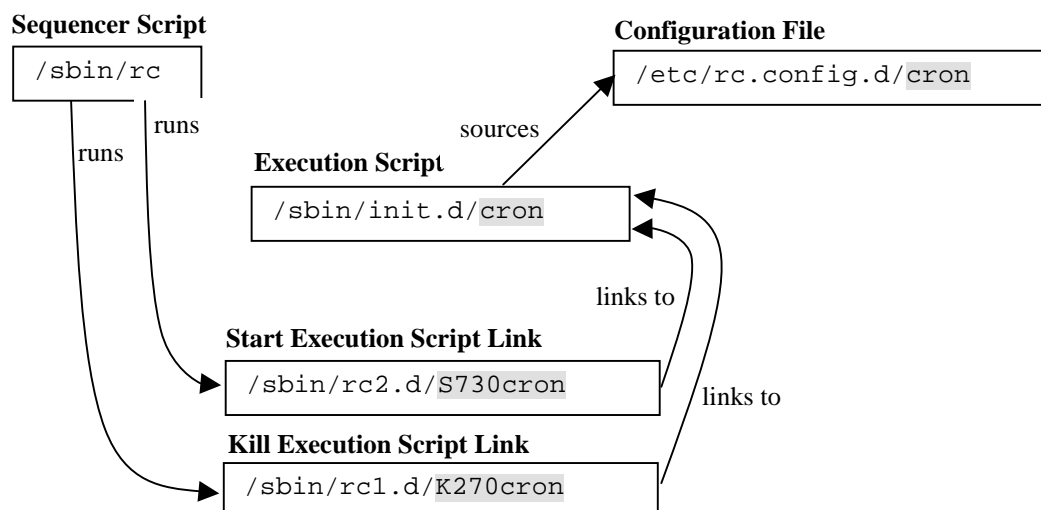 Sequencer Script
/sbin/rc
Configuration File
/etc/rc.config.d/cron
runs
runs
sources
Execution Script
/sbin/init.d/cron
links to
Start Execution Script Link
/sbin/rc2.d/S730cron
links to
Kill Execution Script Link
/sbin/rc1.d/K270cron